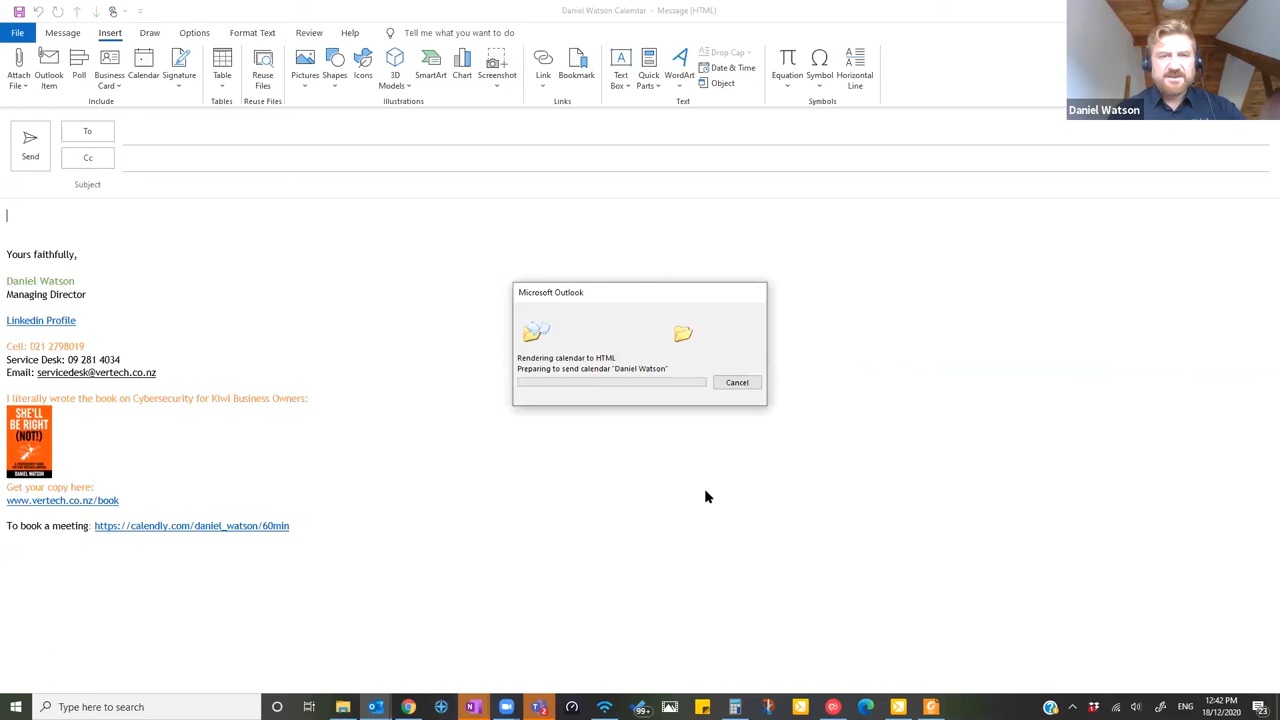 Daniel Watson Calendar - Message (HTML)
File Message Insert Draw Options Format Text Review Help Tell me what you want to do
Attach File
Outlook Item
Poll
Business Card
Calendar
Signature
Table
Reuse Files
Pictures
Shapes
Icons
3D Models
SmartArt
Chart
Screenshot
Link
Bookmark
Text Box
Quick Parts
WordArt
Drop Cap
Date & Time
Object
Equation
Symbol
Horizontal Line
Include
Tables
Reuse Files
Illustrations
Links
Text
Symbols
Daniel Watson
Send
To
Cc
Subject
Yours faithfully,
Daniel Watson
Managing Director
Linkedin Profile
Cell: 021 2798019
Service Desk: 09 281 4034
Email: servicedesk@vertech.co.nz
I literally wrote the book on Cybersecurity for Kiwi Business Owners:
SHE'LL
BE RIGHT
(NOT!)
DANIEL WATSON
Get your copy here:
www.vertech.co.nz/book
To book a meeting: https://calendly.com/daniel_watson/60min
Microsoft Outlook
Rendering calendar to HTML
Preparing to send calendar "Daniel Watson"
Cancel
Type here to search
99+
ENG
12:42 PM
18/12/2020
23